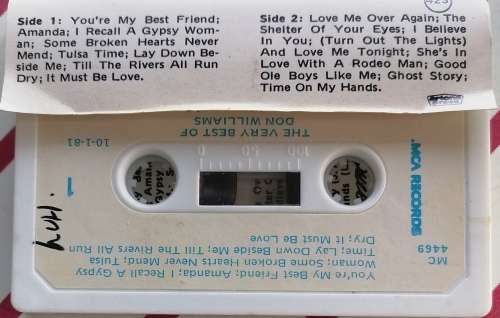 425
Side 1: You're My Best Friend;
Amanda; I Recall A Gypsy Wom-
an; Some Broken Hearts Never
Mend; Tulsa Time; Lay Down Be-
side Me; Till The Rivers All Run
Dry; It Must Be Love.
Side 2: Love Me Over Again; The
Shelter Of Your Eyes; I Believe
In You; (Turn Out The Lights)
And Love Me Tonight; She's In
Love With A Rodeo Man; Good
Ole Boys Like Me; Ghost Story;
Time On My Hands.
You're My Best Friend; Amanda; I Recall A Gypsy
Woman; Some Broken Hearts Never Mend; Tulsa
Time; Lay Down Beside Me; Till The Rivers All Run
Dry; It Must Be Love
MC
4469
MCA RECORDS
100 50 0
1
10-1-81
THE VERY BEST OF
DON WILLIAMS